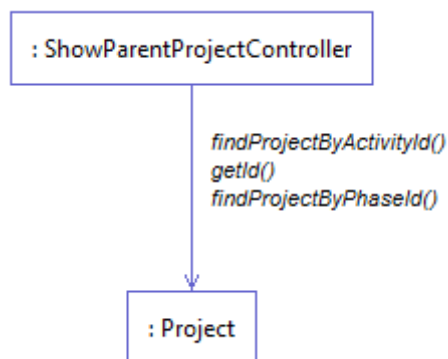 : ShowParentProjectController
findProjectByActivityId()
getId()
findProjectByPhaseId()
: Project